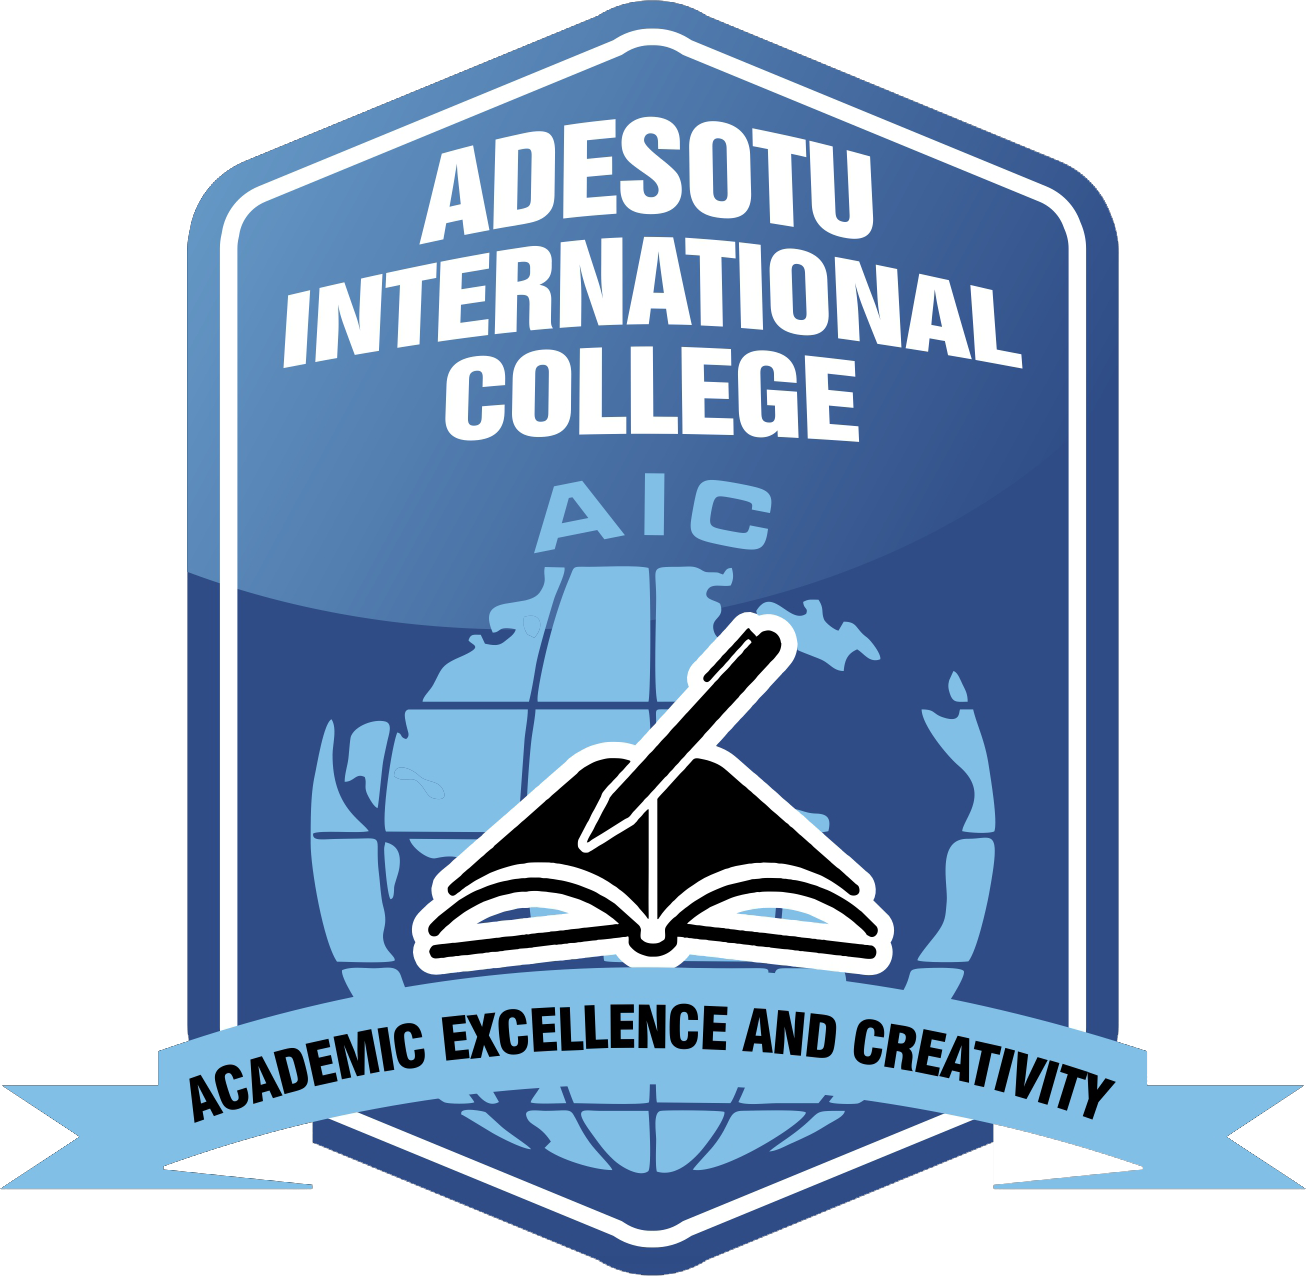 ADESOTU
INTERNATIONAL
COLLEGE
AIC
ACADEMIC EXCELLENCE AND CREATIVITY